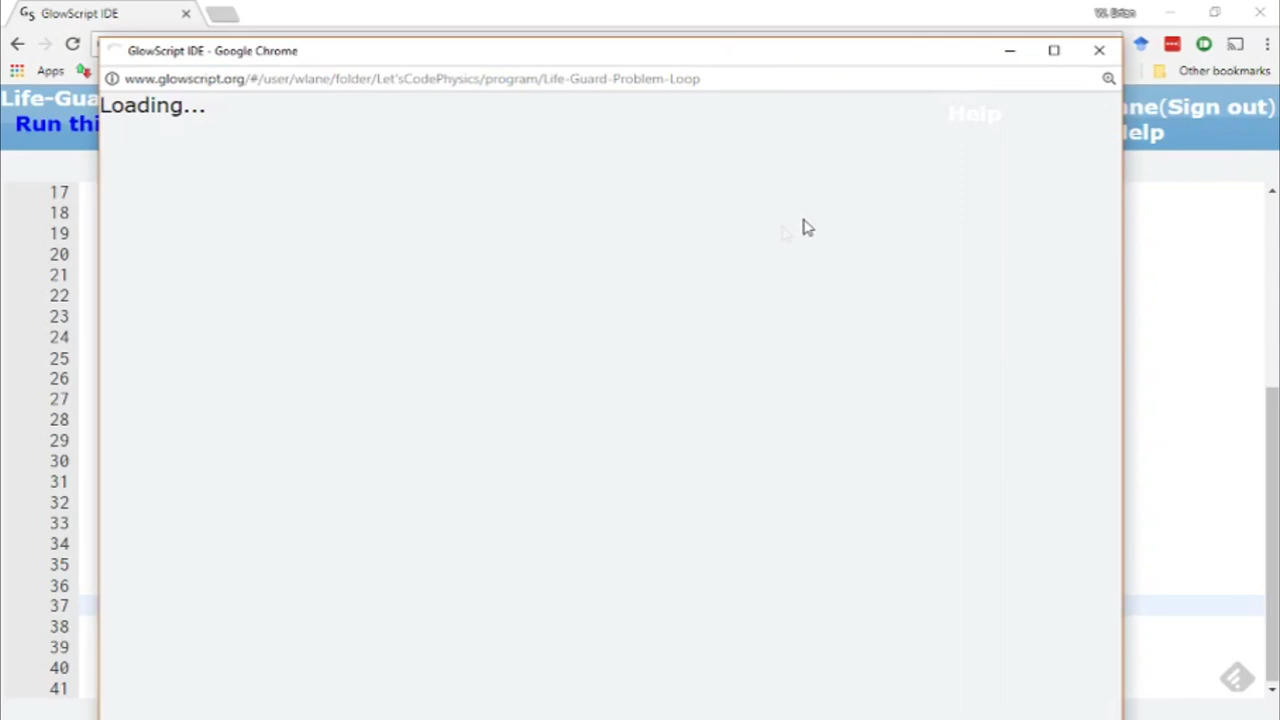 GlowScript IDE
W. Brian
GlowScript IDE - Google Chrome
Apps
Other bookmarks
www.glowscript.org/#/user/wlane/folder/Let'sCodePhysics/program/Life-Guard-Problem-Loop
Life-Gua
Loading...
Help
ne(Sign out)
Run thi
elp
17
18
19
20
21
22
23
24
25
26
27
28
29
30
31
32
33
34
35
36
37
38
39
40
41